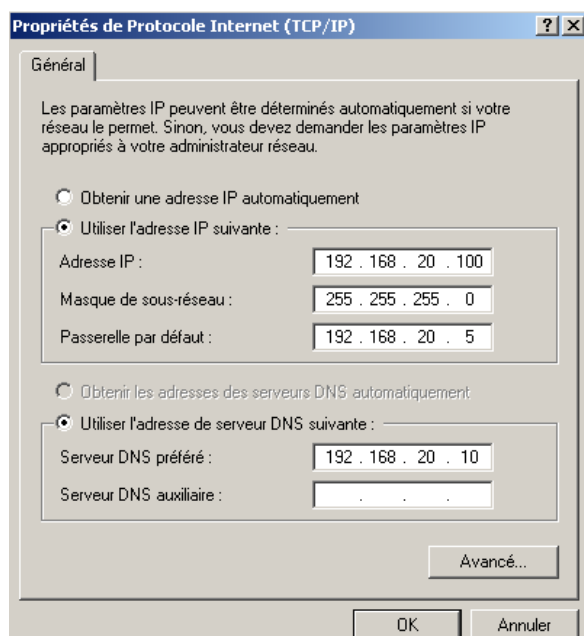 Propriétés de Protocole Internet (TCP/IP)
Général
Les paramètres IP peuvent être déterminés automatiquement si votre
réseau le permet. Sinon, vous devez demander les paramètres IP
appropriés à votre administrateur réseau.
Obtenir une adresse IP automatiquement
Utiliser l'adresse IP suivante :
Adresse IP : 192 . 168 . 20 . 100
Masque de sous-réseau : 255 . 255 . 255 . 0
Passerelle par défaut : 192 . 168 . 20 . 5
Obtenir les adresses des serveurs DNS automatiquement
Utiliser l'adresse de serveur DNS suivante :
Serveur DNS préféré : 192 . 168 . 20 . 10
Serveur DNS auxiliaire : . . .
Avancé...
OK Annuler